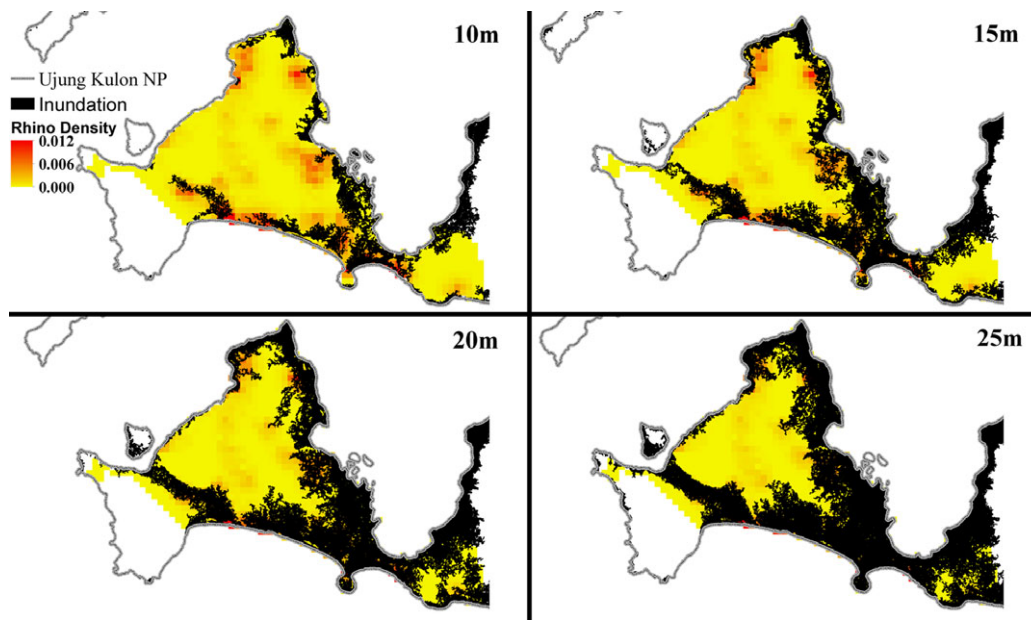 10m
15m
Ujung Kulon NP
Inundation
Rhino Density
0.012
0.006
0.000
20m
25m